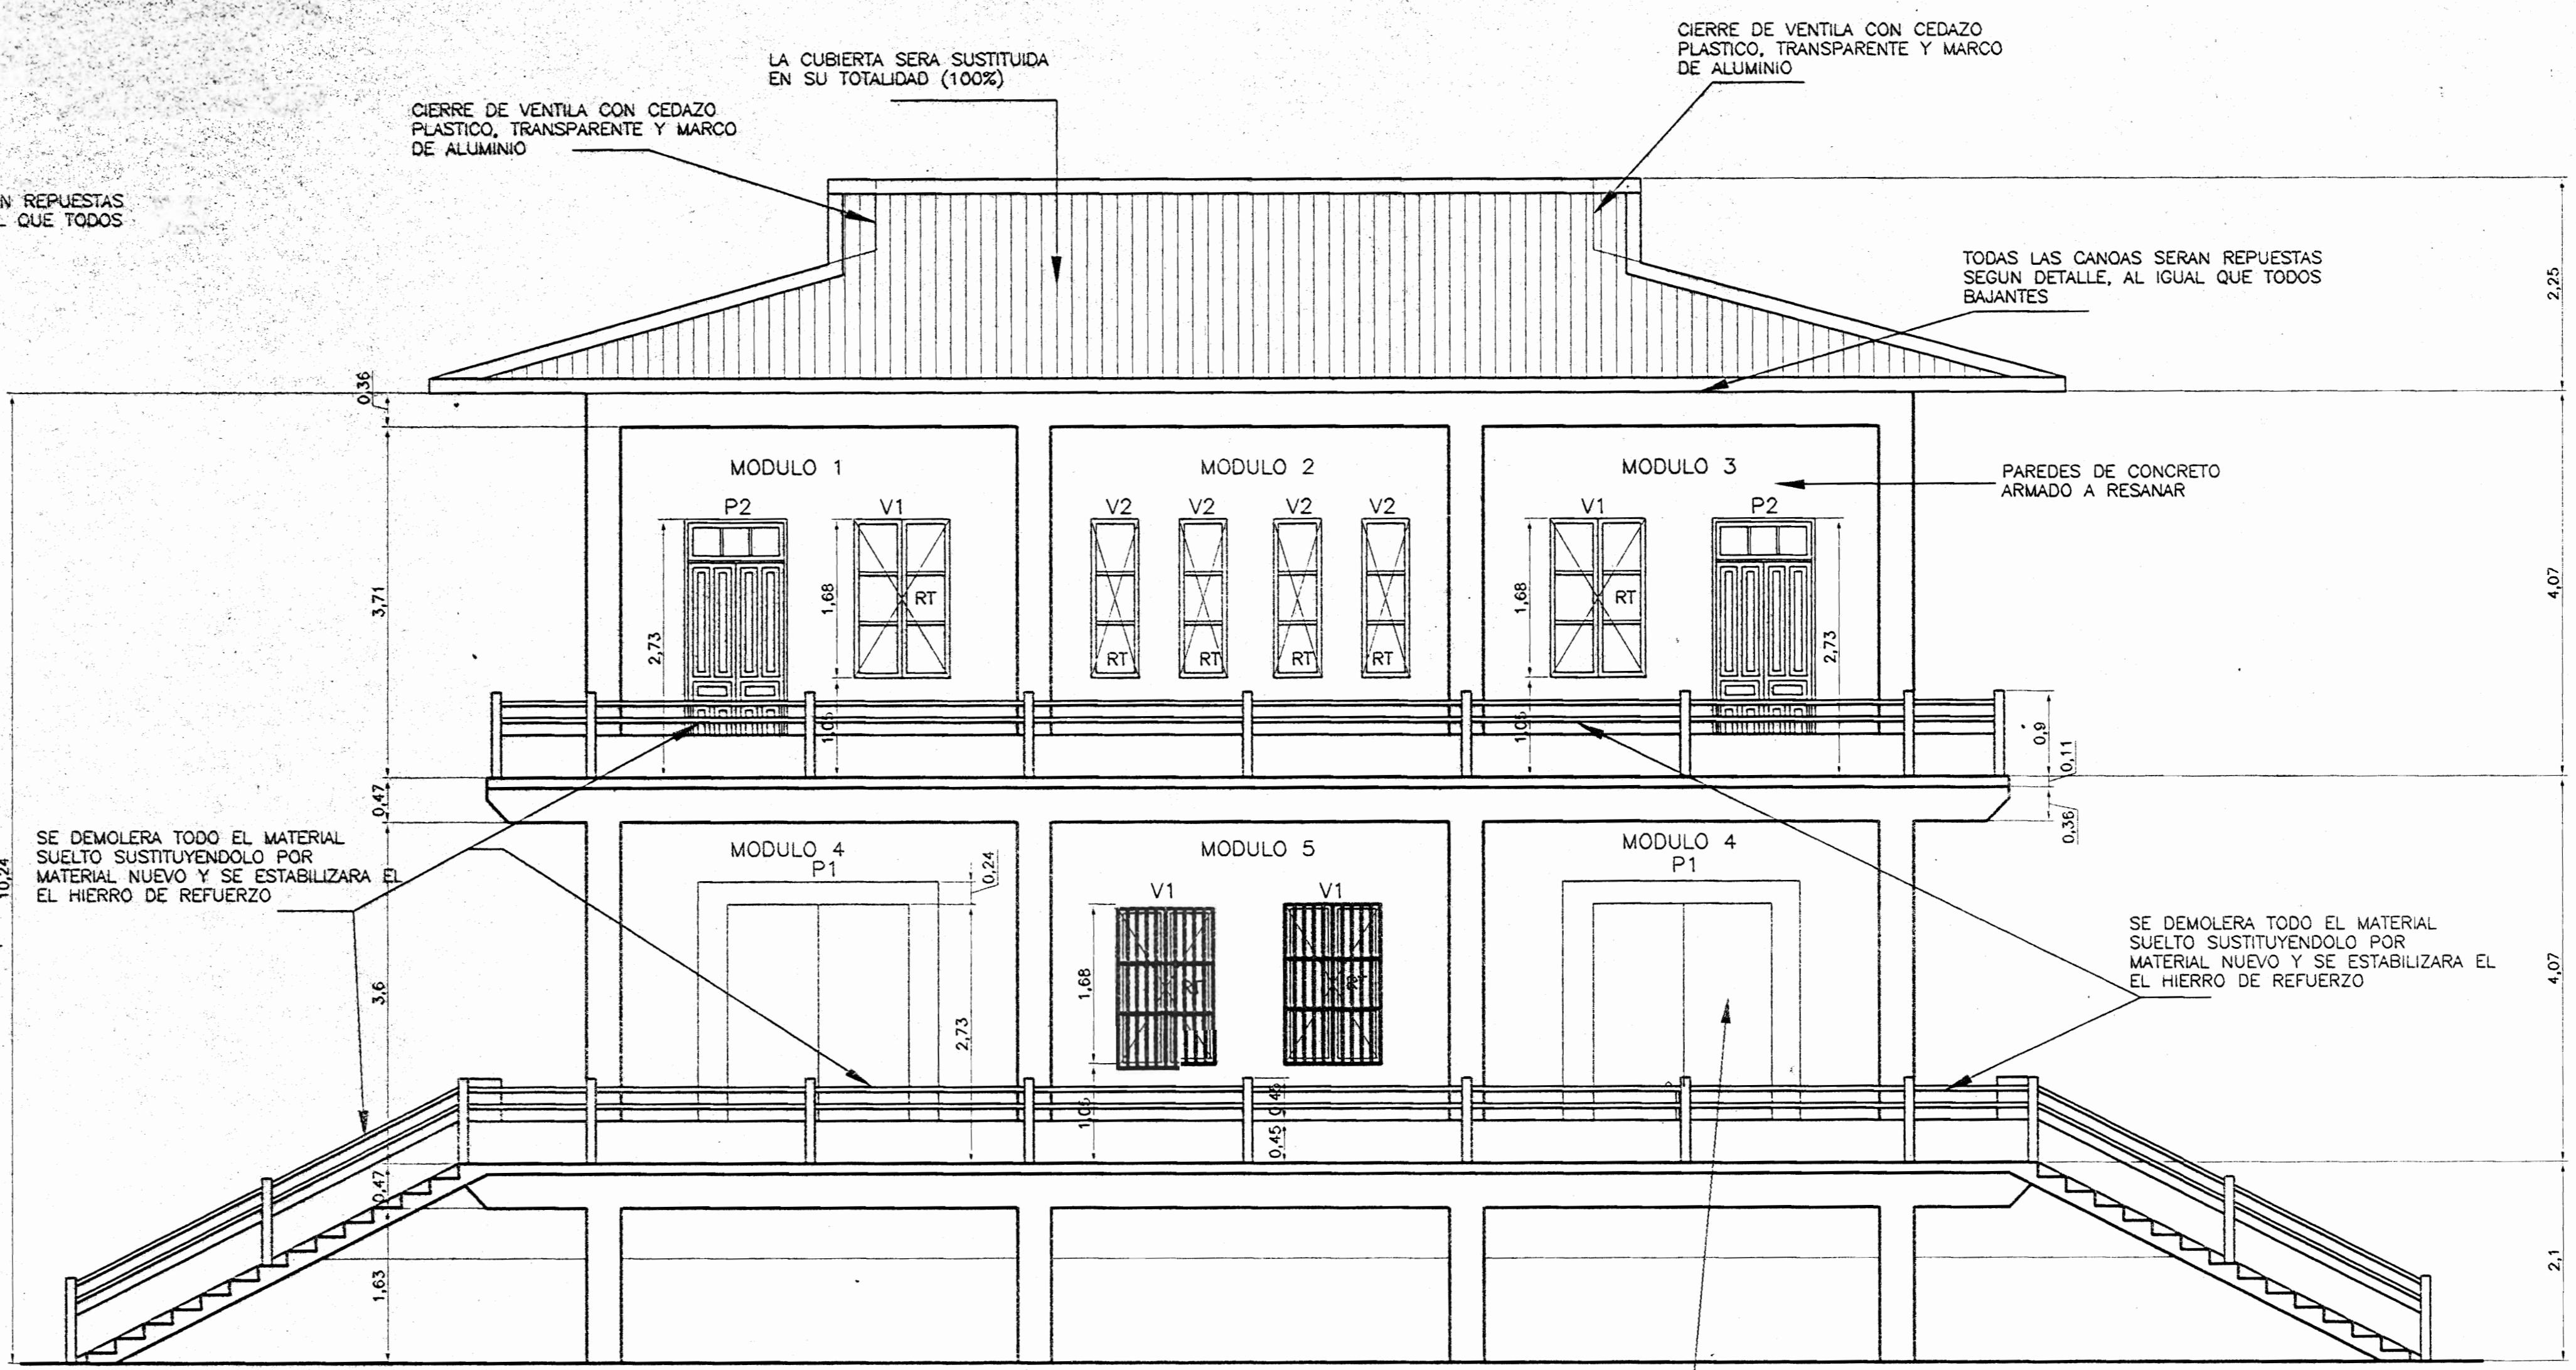 CIERRE DE VENTILA CON CEDAZO
PLASTICO, TRANSPARENTE Y MARCO
DE ALUMINIO
LA CUBIERTA SERA SUSTITUIDA
EN SU TOTALIDAD (100%)
CIERRE DE VENTILA CON CEDAZO
PLASTICO, TRANSPARENTE Y MARCO
DE ALUMINIO
N REPUESTAS
L QUE TODOS
TODAS LAS CANOAS SERAN REPUESTAS
SEGUN DETALLE, AL IGUAL QUE TODOS
BAJANTES
2,25
0,36
MODULO 1
MODULO 2
MODULO 3
PAREDES DE CONCRETO
ARMADO A RESANAR
P2
V1
V2
V2
V2
V2
V1
P2
3,71
2,73
1,68
RT
RT
RT
RT
RT
1,68
RT
2,73
4,07
1,05
1,05
0,9
0,11
0,47
0,36
SE DEMOLERA TODO EL MATERIAL
SUELTO SUSTITUYENDOLO POR
MATERIAL NUEVO Y SE ESTABILIZARA EL
EL HIERRO DE REFUERZO
10,24
MODULO 4
P1
0,24
MODULO 5
V1
V1
MODULO 4
P1
3,6
2,73
1,68
RT
SE DEMOLERA TODO EL MATERIAL
SUELTO SUSTITUYENDOLO POR
MATERIAL NUEVO Y SE ESTABILIZARA EL
EL HIERRO DE REFUERZO
4,07
1,05
0,45
0,45
0,47
1,63
2,1